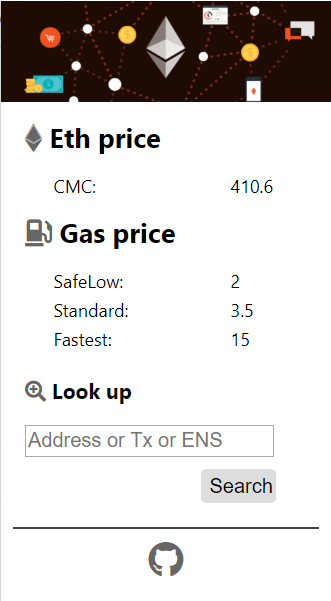 Eth price
CMC: 410.6
Gas price
SafeLow: 2
Standard: 3.5
Fastest: 15
Look up
Address or Tx or ENS
Search